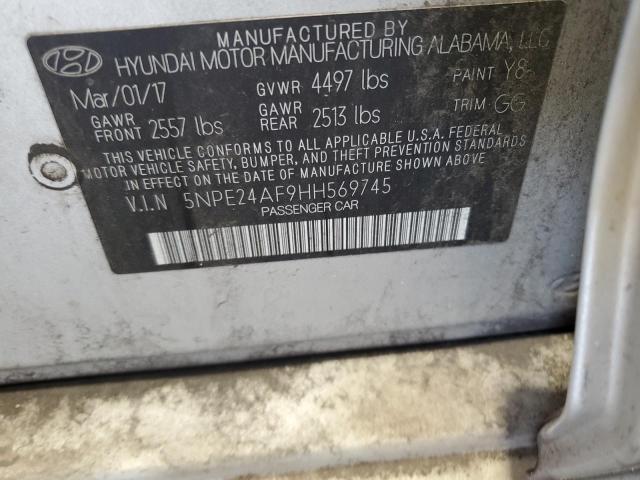 MANUFACTURED BY
HYUNDAI MOTOR MANUFACTURING ALABAMA, LLC
Mar/01/17 GVWR 4497 lbs PAINT Y8
GAWR FRONT 2557 lbs GAWR REAR 2513 lbs TRIM GG
THIS VEHICLE CONFORMS TO ALL APPLICABLE U.S.A. FEDERAL
MOTOR VEHICLE SAFETY, BUMPER, AND THEFT PREVENTION STANDARDS
IN EFFECT ON THE DATE OF MANUFACTURE SHOWN ABOVE
V.I.N 5NPE24AF9HH569745
PASSENGER CAR